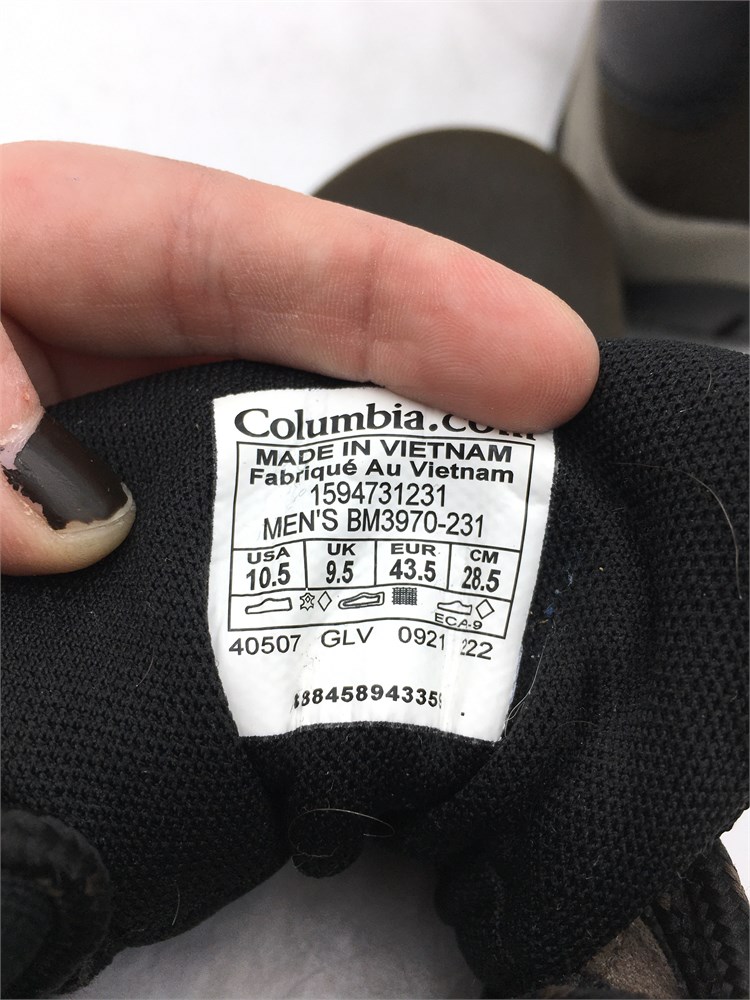 Columbia.com
MADE IN VIETNAM
Fabriqué Au Vietnam
1594731231
MEN'S BM3970-231
USA UK EUR CM
10.5 9.5 43.5 28.5
ECA-9
40507 GLV 0921 222
88458943359